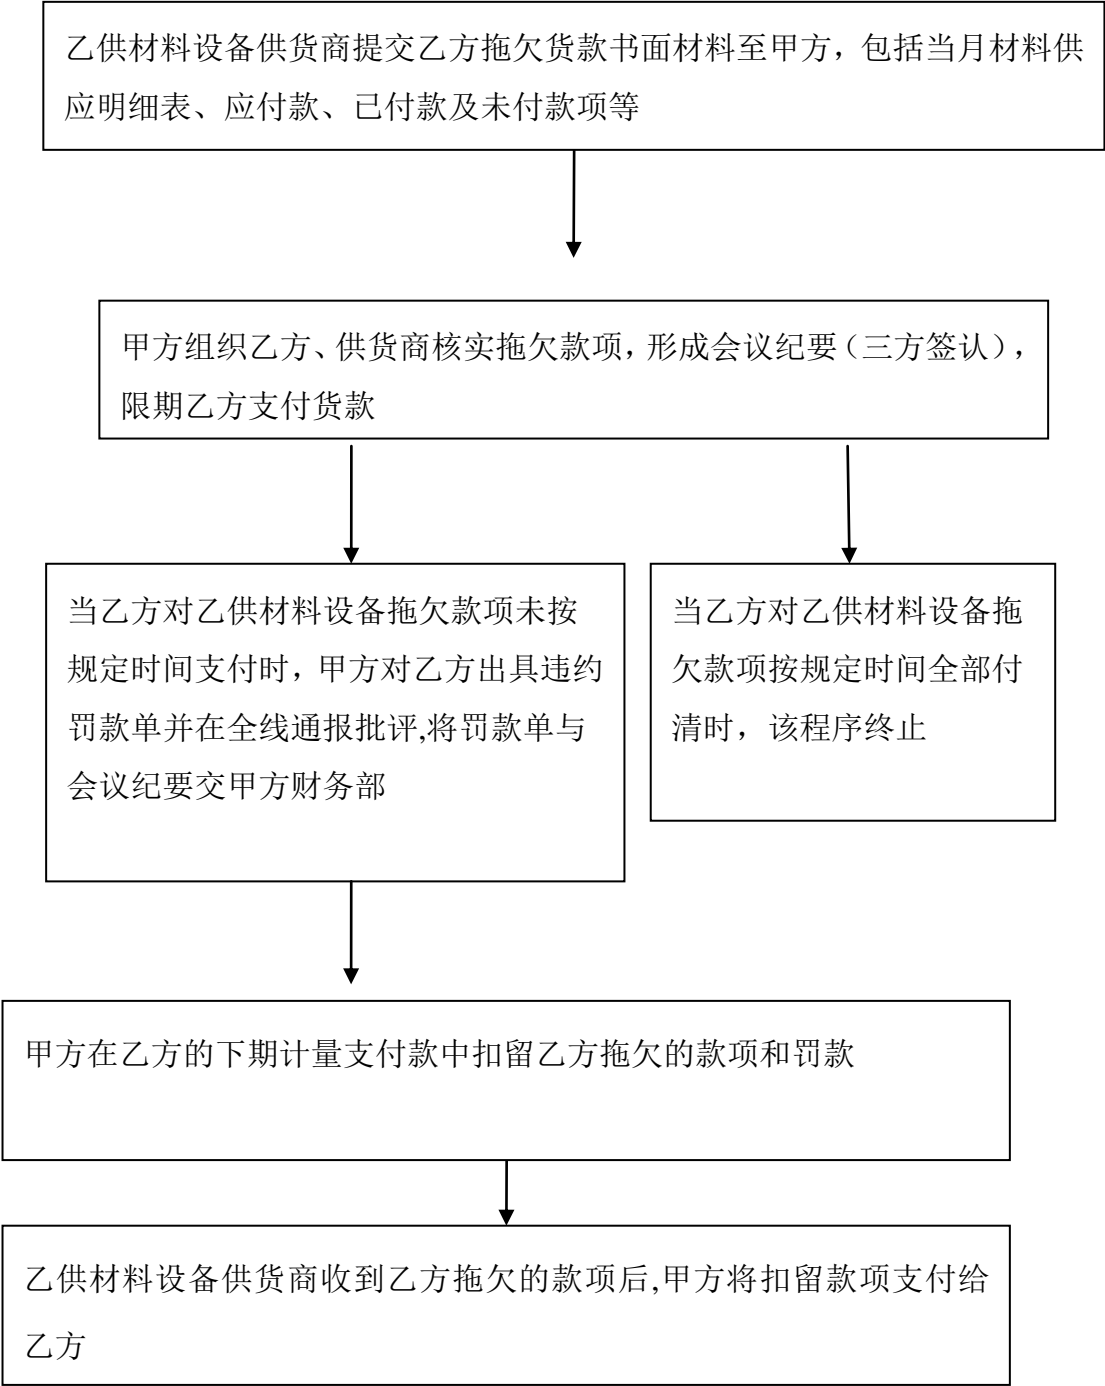 乙供材料设备供货商提交乙方拖欠货款书面材料至甲方，包括当月材料供
应明细表、应付款、已付款及未付款项等
甲方组织乙方、供货商核实拖欠款项，形成会议纪要（三方签认），
限期乙方支付货款
当乙方对乙供材料设备拖欠款项未按
规定时间支付时，甲方对乙方出具违约
罚款单并在全线通报批评,将罚款单与
会议纪要交甲方财务部
当乙方对乙供材料设备拖
欠款项按规定时间全部付
清时，该程序终止
甲方在乙方的下期计量支付款中扣留乙方拖欠的款项和罚款
乙供材料设备供货商收到乙方拖欠的款项后,甲方将扣留款项支付给
乙方